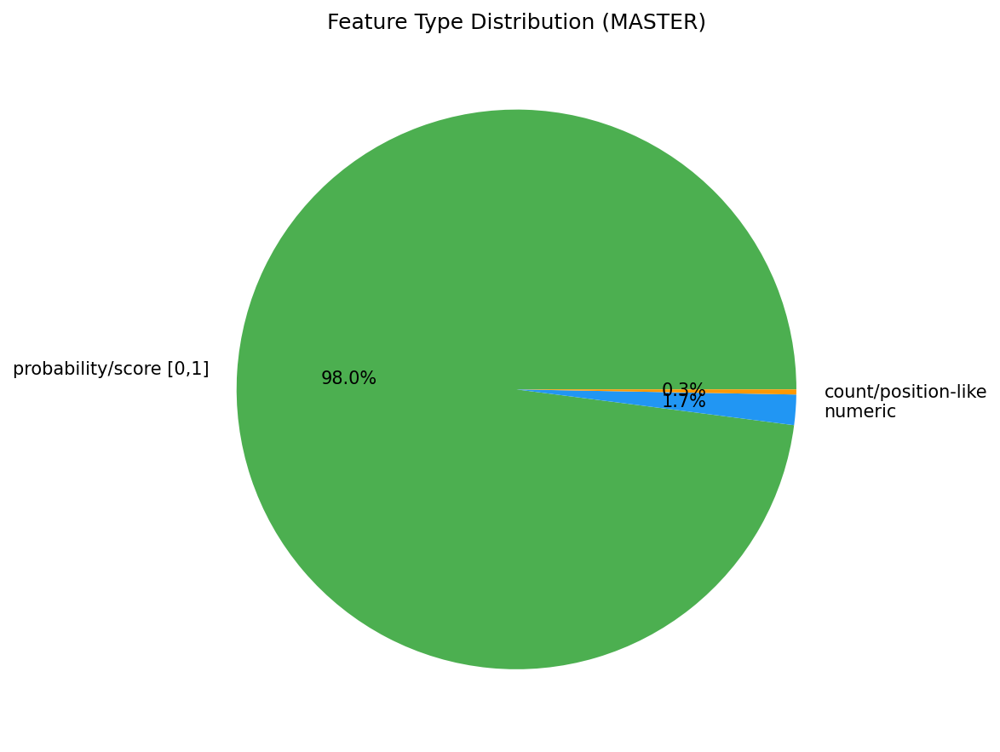 Feature Type Distribution (MASTER)
probability/score [0,1]
98.0%
0.3%
1.7%
count/position-like
numeric